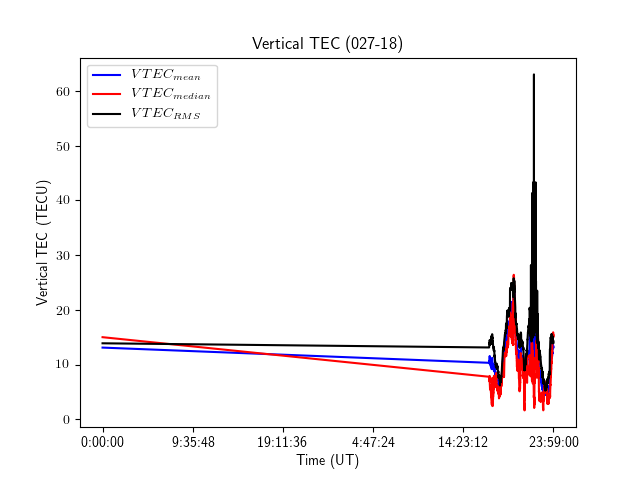 Vertical TEC (027-18)
VTEC_mean
VTEC_median
VTEC_RMS
Vertical TEC (TECU)
60
50
40
30
20
10
0
0:00:00 9:35:48 19:11:36 4:47:24 14:23:12 23:59:00
Time (UT)